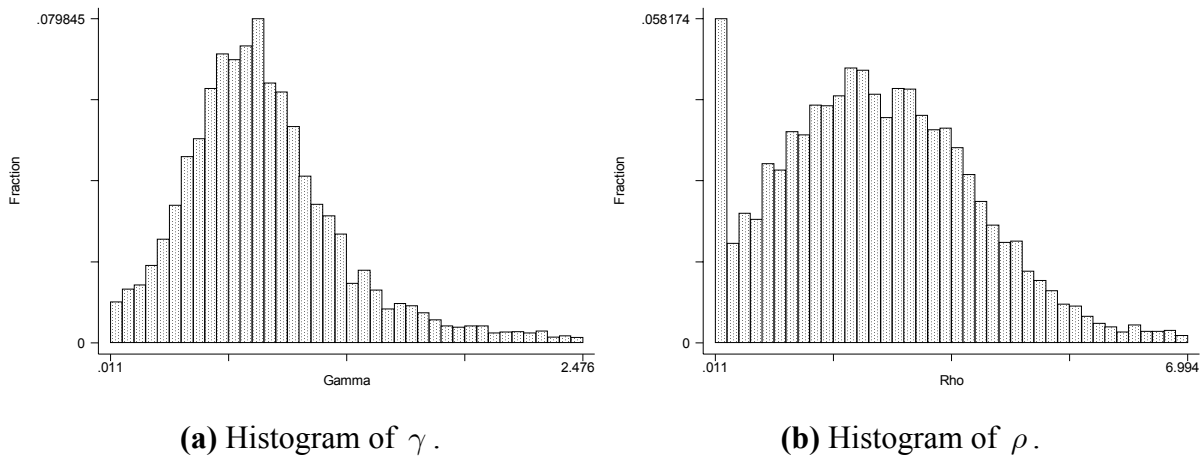 .079845
Fraction
0
.011
2.476
Gamma
(a) Histogram of γ .
.058174
Fraction
0
.011
6.994
Rho
(b) Histogram of ρ .